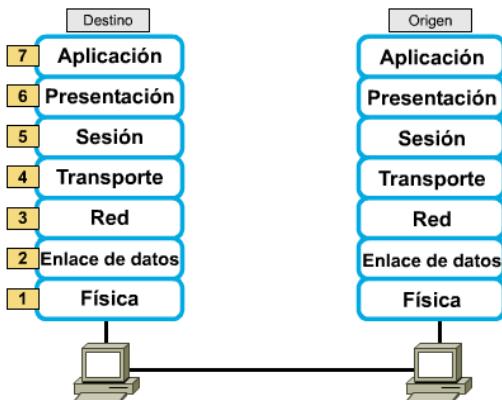 Destino
Origen
7 Aplicación
Aplicación
6 Presentación
Presentación
5 Sesión
Sesión
4 Transporte
Transporte
3 Red
Red
2 Enlace de datos
Enlace de datos
1 Física
Física